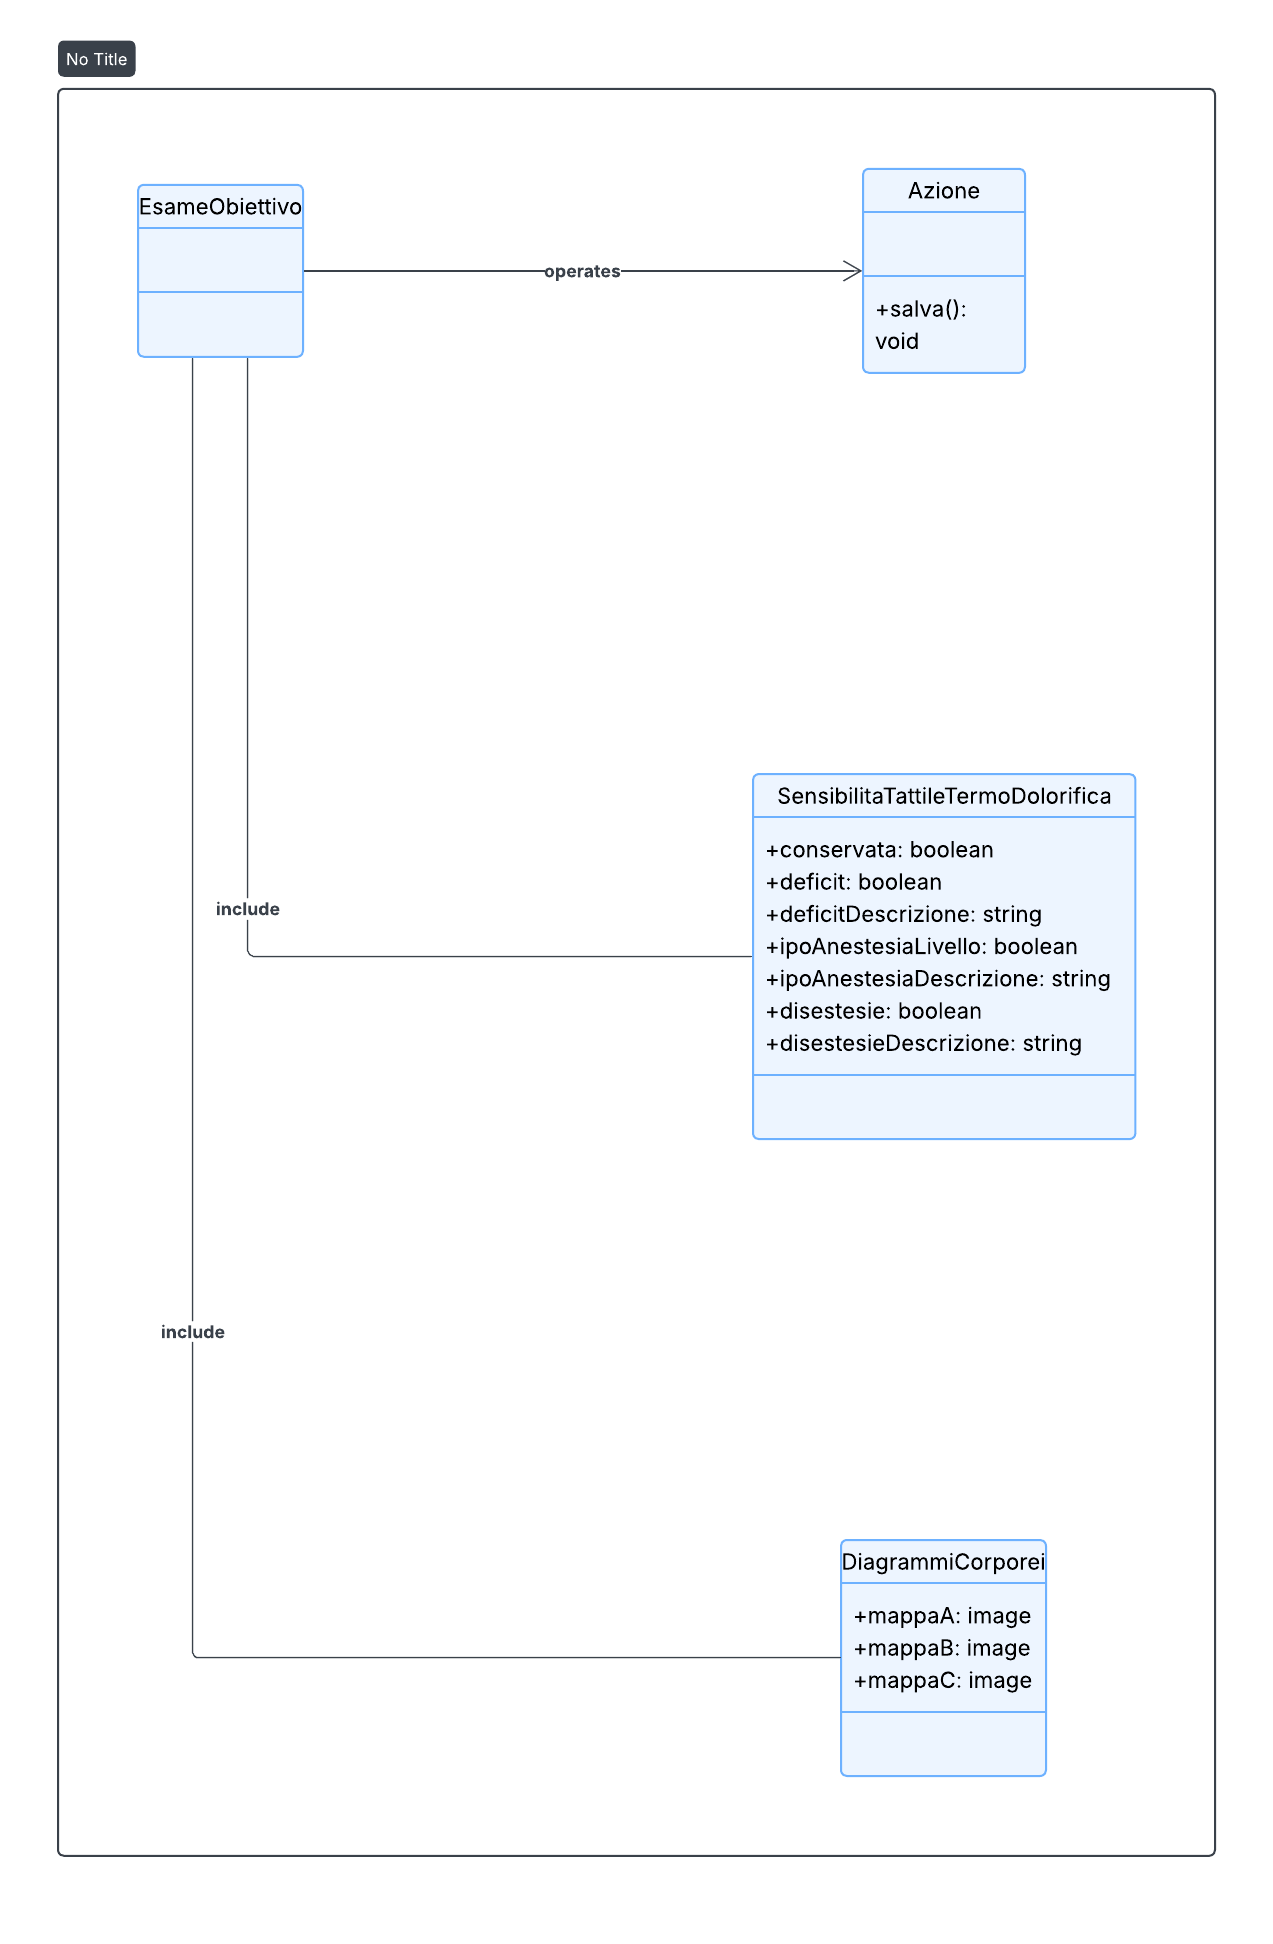 No Title
EsameObiettivo
Azione
operates
+salva():
void
SensibilitaTattileTermoDolorifica
+conservata: boolean
+deficit: boolean
+deficitDescrizione: string
+ipoAnestesiaLivello: boolean
+ipoAnestesiaDescrizione: string
+disestesie: boolean
+disestesieDescrizione: string
include
include
DiagrammiCorporei
+mappaA: image
+mappaB: image
+mappaC: image